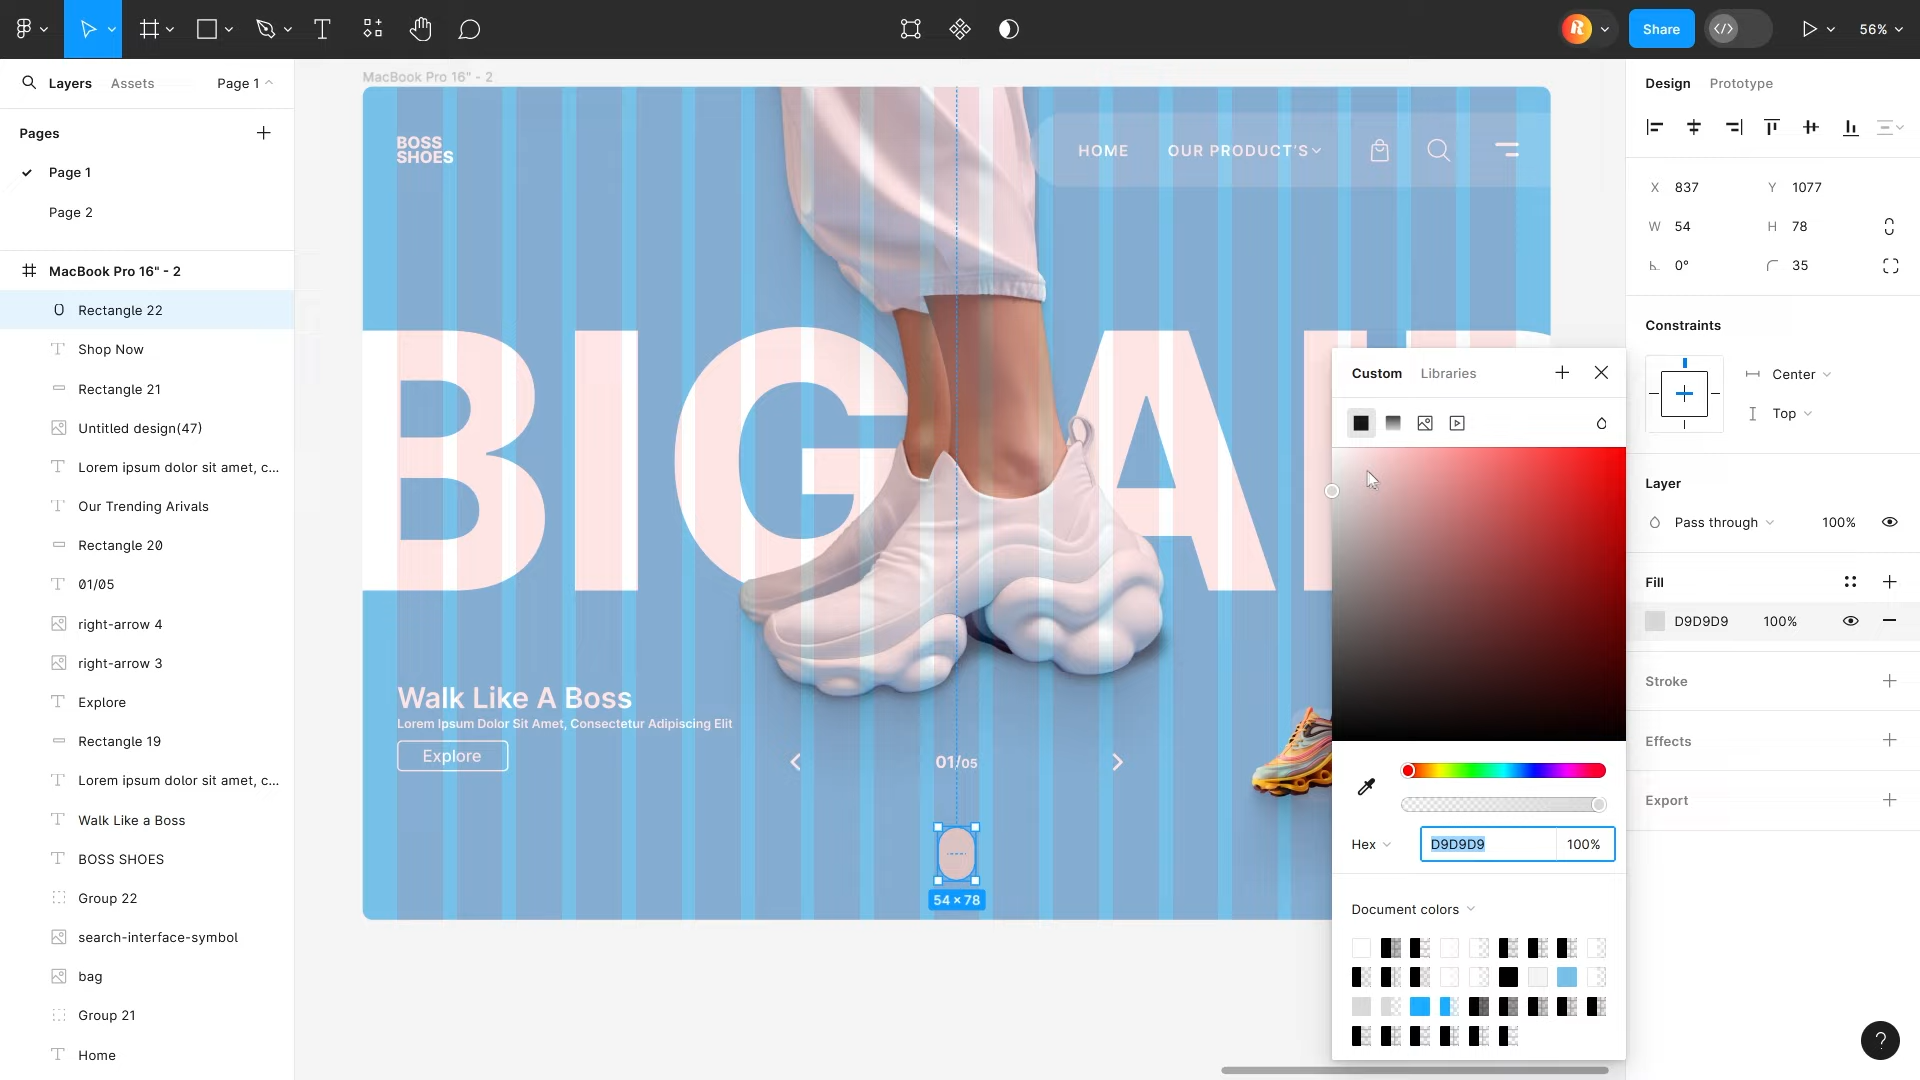 56%
Share
Layers
Assets
Page 1
Pages
Page 1
Page 2
MacBook Pro 16" - 2
Rectangle 22
Shop Now
Rectangle 21
Untitled design(47)
Lorem ipsum dolor sit amet, c...
Our Trending Arivals
Rectangle 20
01/05
right-arrow 4
right-arrow 3
Explore
Rectangle 19
Lorem ipsum dolor sit amet, c...
Walk Like a Boss
BOSS SHOES
Group 22
search-interface-symbol
bag
Group 21
Home
MacBook Pro 16" - 2
BOSS
SHOES
HOME
OUR PRODUCT'S
BIG AIR
Walk Like A Boss
Lorem Ipsum Dolor Sit Amet, Consectetur Adipiscing Elit
Explore
01/05
54 × 78
Custom
Libraries
Hex
D9D9D9
100%
Document colors
Design
Prototype
X 837
Y 1077
W 54
H 78
0°
35
Constraints
Center
Top
Layer
Pass through
100%
Fill
D9D9D9
100%
Stroke
Effects
Export
?